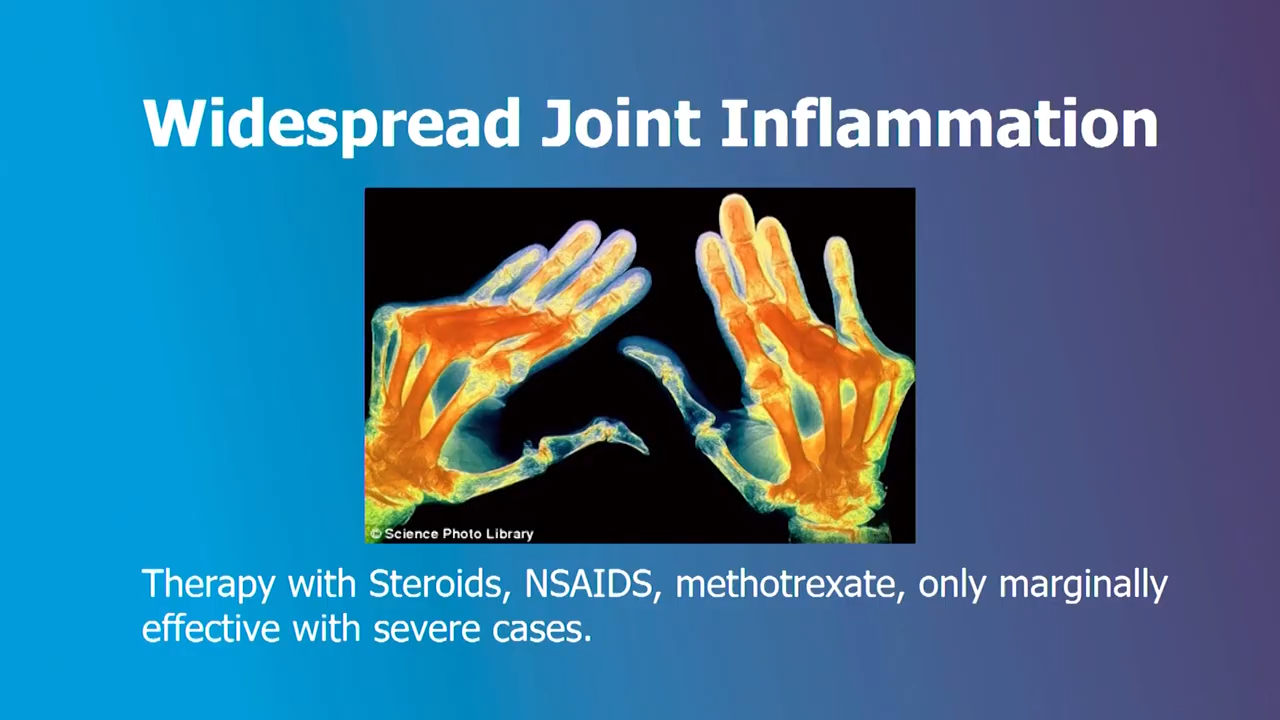 Widespread Joint Inflammation
© Science Photo Library
Therapy with Steroids, NSAIDS, methotrexate, only marginally
effective with severe cases.